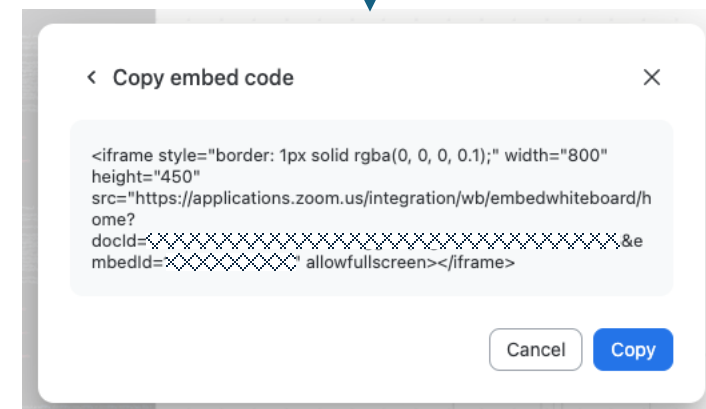 Copy embed code
<iframe style="border: 1px solid rgba(0, 0, 0, 0.1);" width="800"
height="450"
src="https://applications.zoom.us/integration/wb/embedwhiteboard/h
ome?
docId=&e
mbedId=" allowfullscreen></iframe>
Cancel
Copy